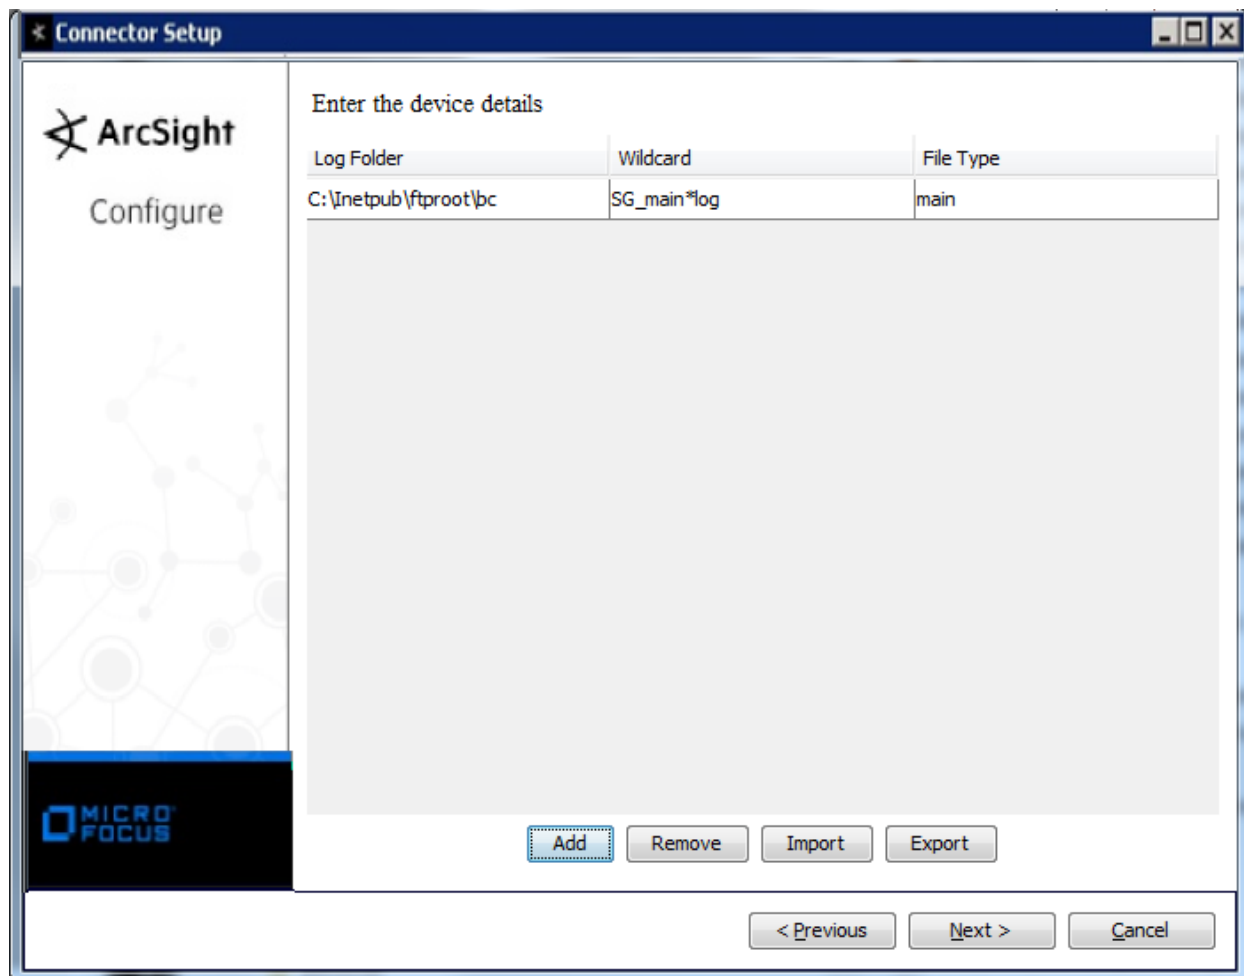 Connector Setup
ArcSight
Configure
Enter the device details
Log Folder Wildcard File Type
C:\Inetpub\ftproot\bc SG_main*log main
MICRO
FOCUS
Add Remove Import Export
< Previous Next > Cancel